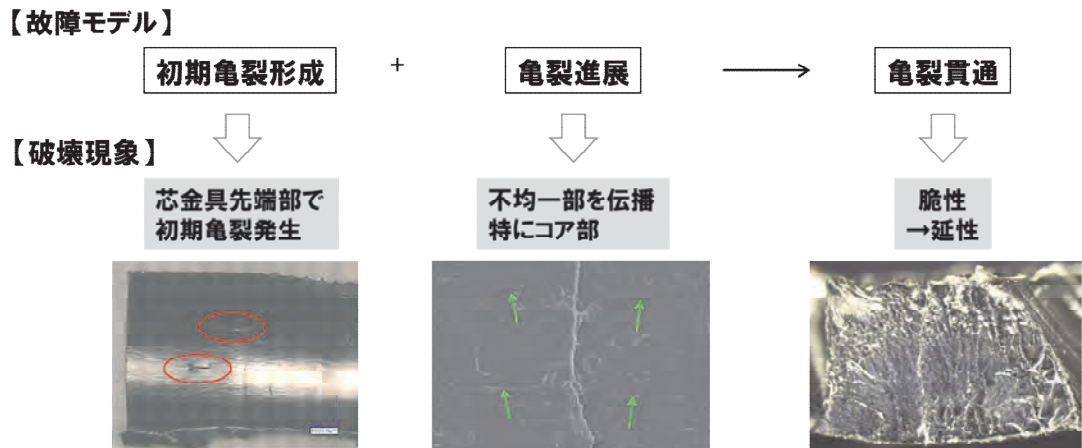 【故障モデル】
初期亀裂形成 + 亀裂進展 → 亀裂貫通
【破壊現象】
芯金具先端部で
初期亀裂発生
不均一部を伝播
特にコア部
脆性
→延性